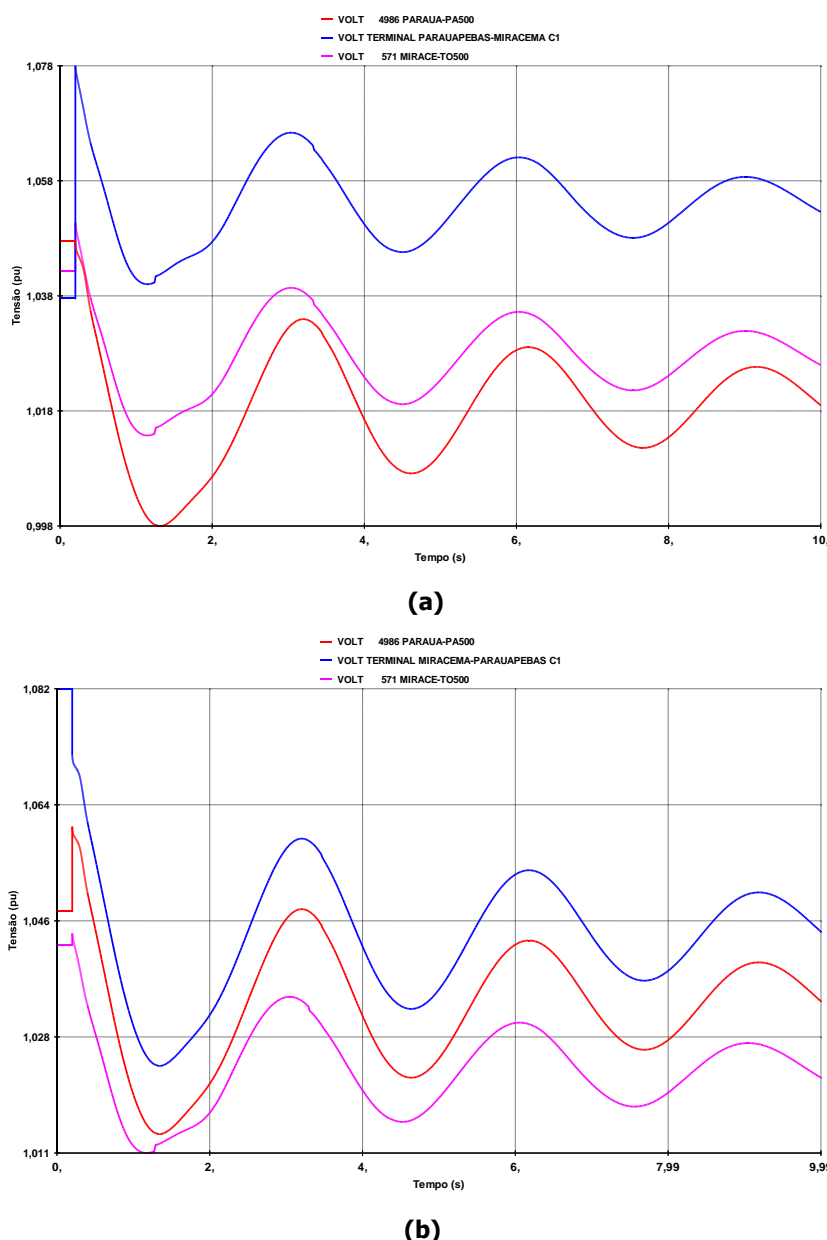 VOLT 4986 PARAUA-PA500
VOLT TERMINAL PARAUAPEBAS-MIRACEMA C1
VOLT 571 MIRACE-TO500
1,078
1,058
1,038
1,018
0,998
Tensão (pu)
0, 2, 4, 6, 8, 10,
Tempo (s)
(a)
VOLT 4986 PARAUA-PA500
VOLT TERMINAL MIRACEMA-PARAUAPEBAS C1
VOLT 571 MIRACE-TO500
1,082
1,064
1,046
1,028
1,011
Tensão (pu)
0, 2, 4, 6, 7,99 9,99
Tempo (s)
(b)